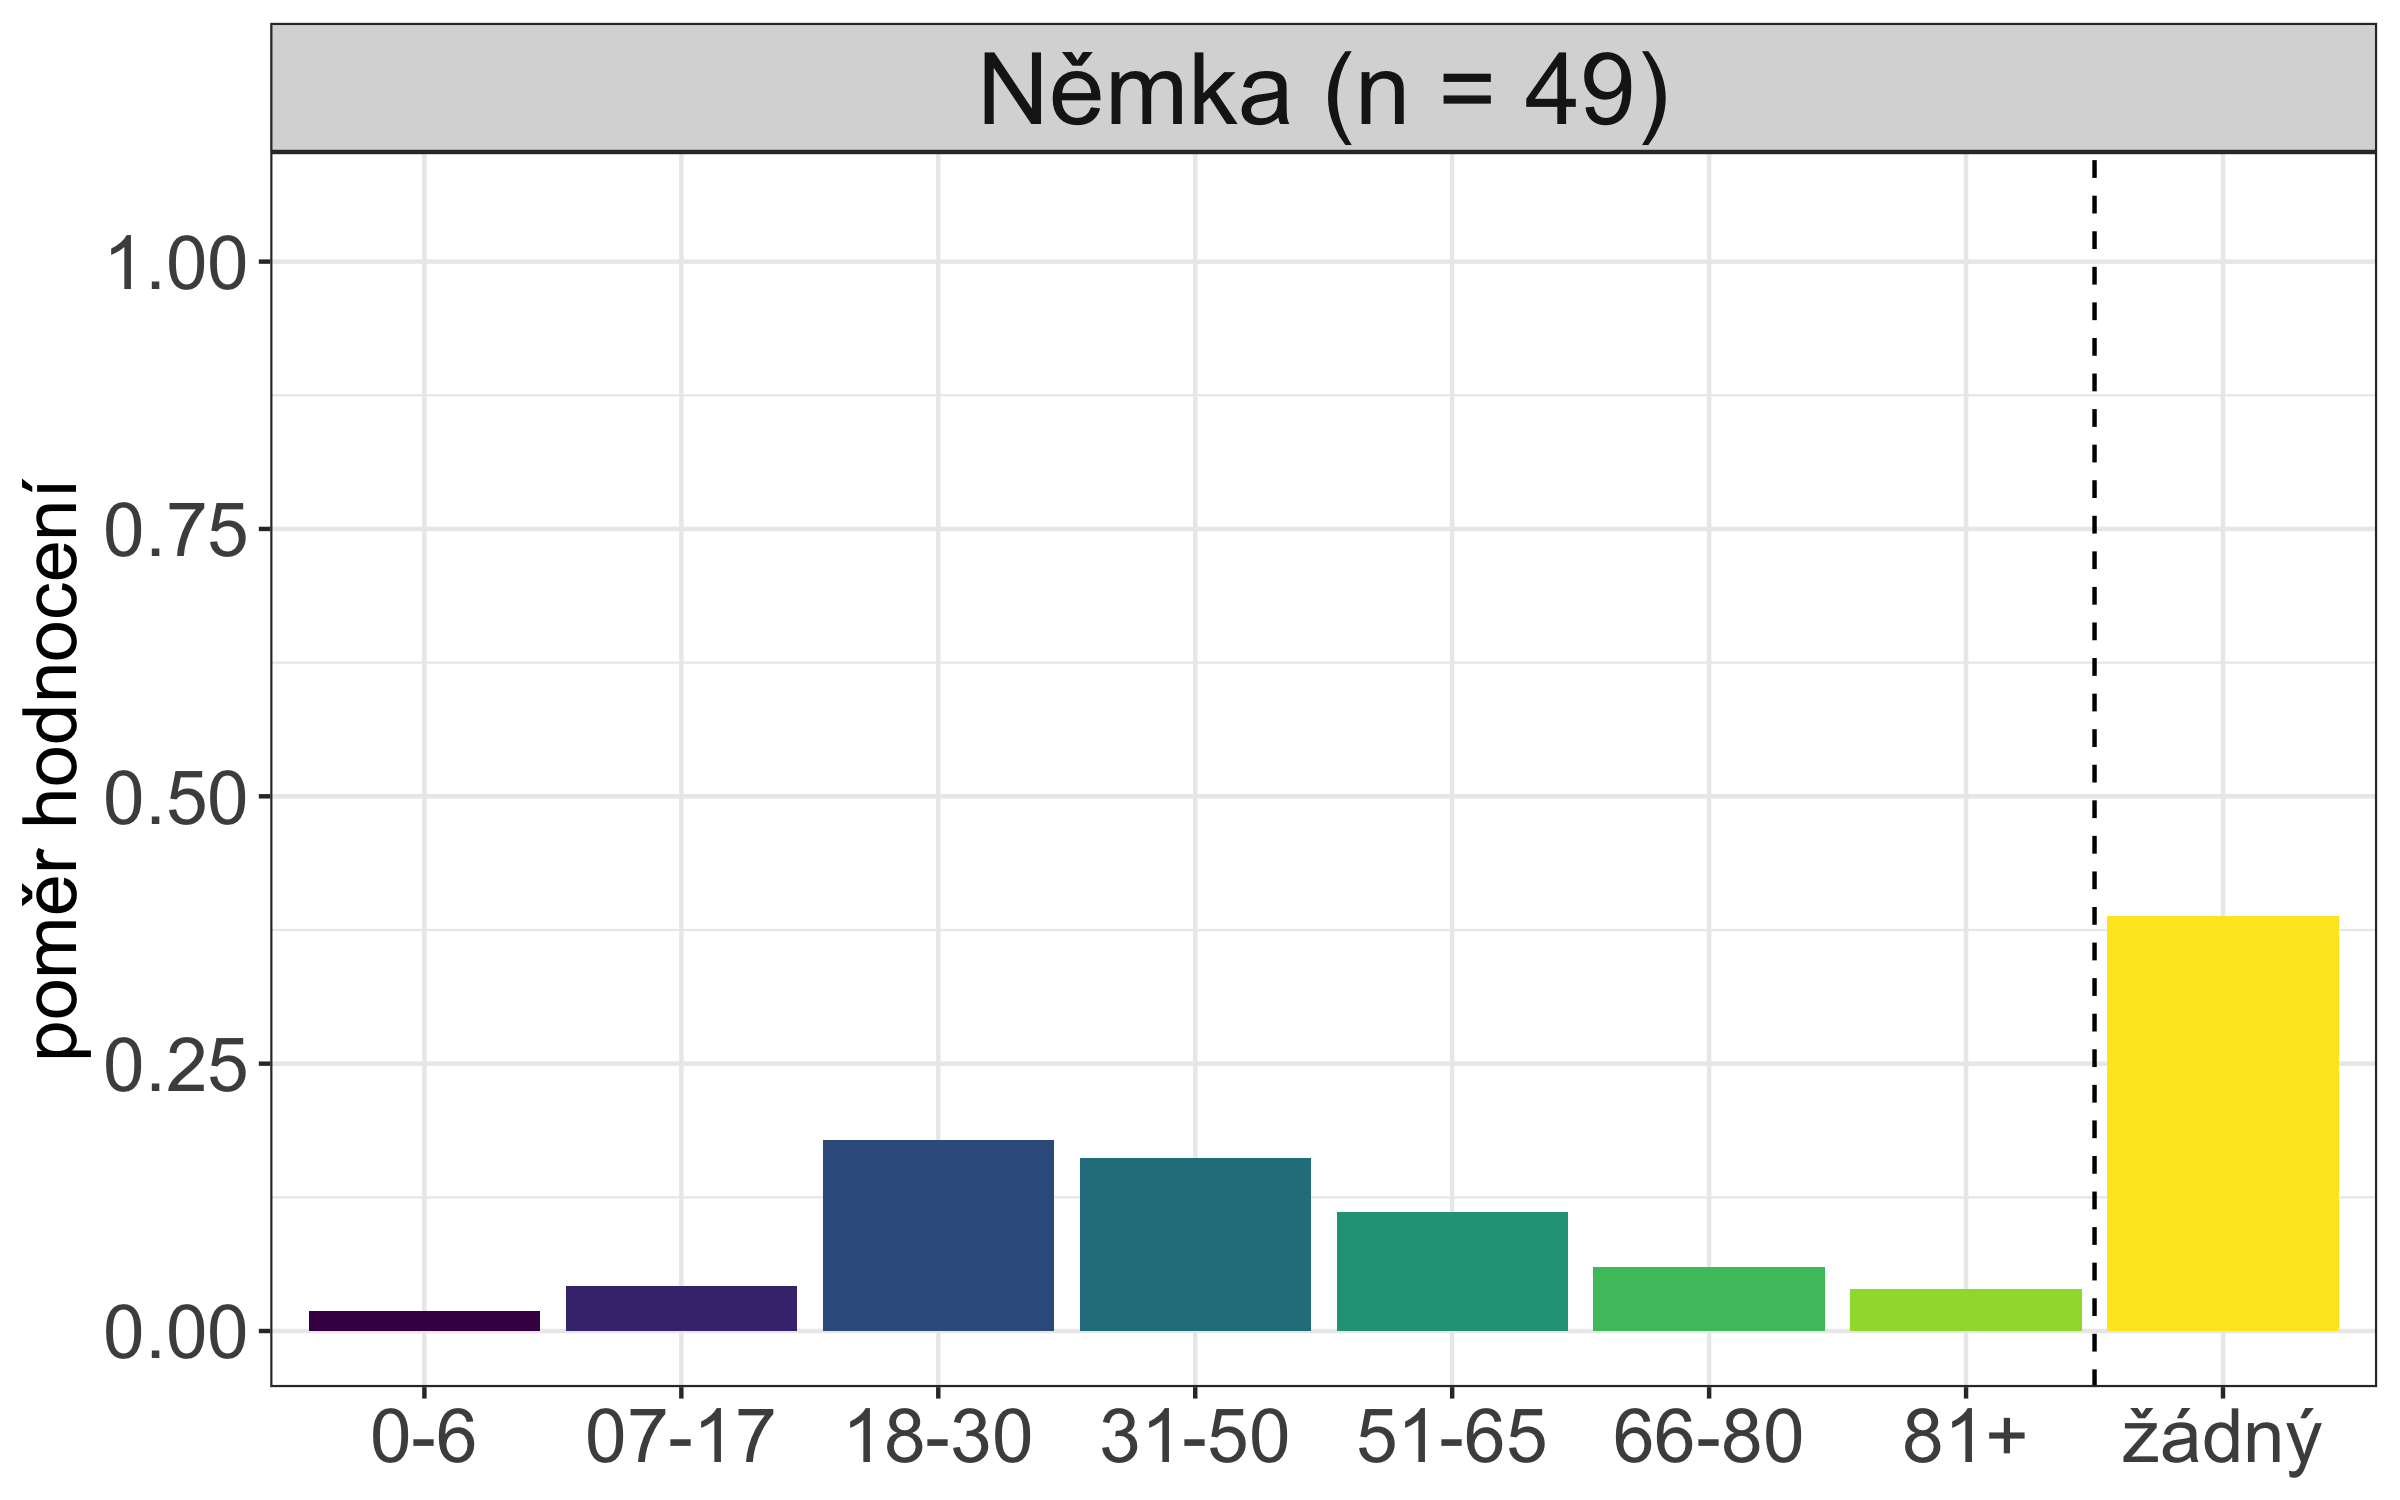 Němka (n = 49)
poměr hodnocení
1.00
0.75
0.50
0.25
0.00
0-6 07-17 18-30 31-50 51-65 66-80 81+ žádný